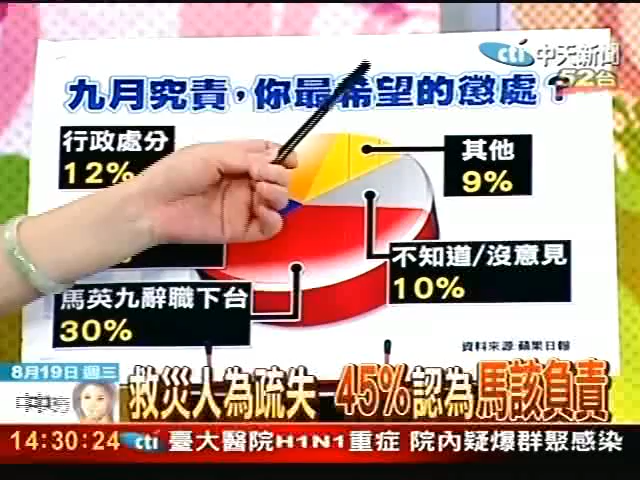 cti 中天新聞
52台
九月究責，你最希望的懲處？
行政處分
12%
其他
9%
不知道/沒意見
10%
馬英九辭職下台
30%
資料來源:蘋果日報
8月19日 週三
救災人為疏失 45%認為馬該負責
14:30:24 cti 臺大醫院H1N1重症 院內疑爆群聚感染